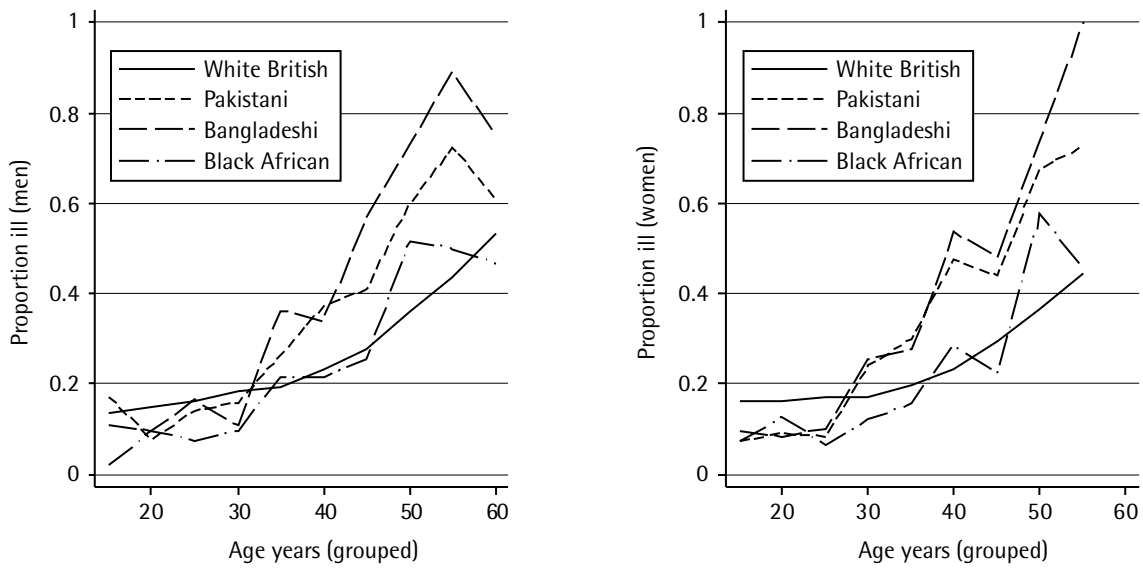 1
0.8
0.6
0.4
0.2
0
Proportion ill (men)
White British
Pakistani
Bangladeshi
Black African
20 30 40 50 60
Age years (grouped)
1
0.8
0.6
0.4
0.2
0
Proportion ill (women)
White British
Pakistani
Bangladeshi
Black African
20 30 40 50 60
Age years (grouped)